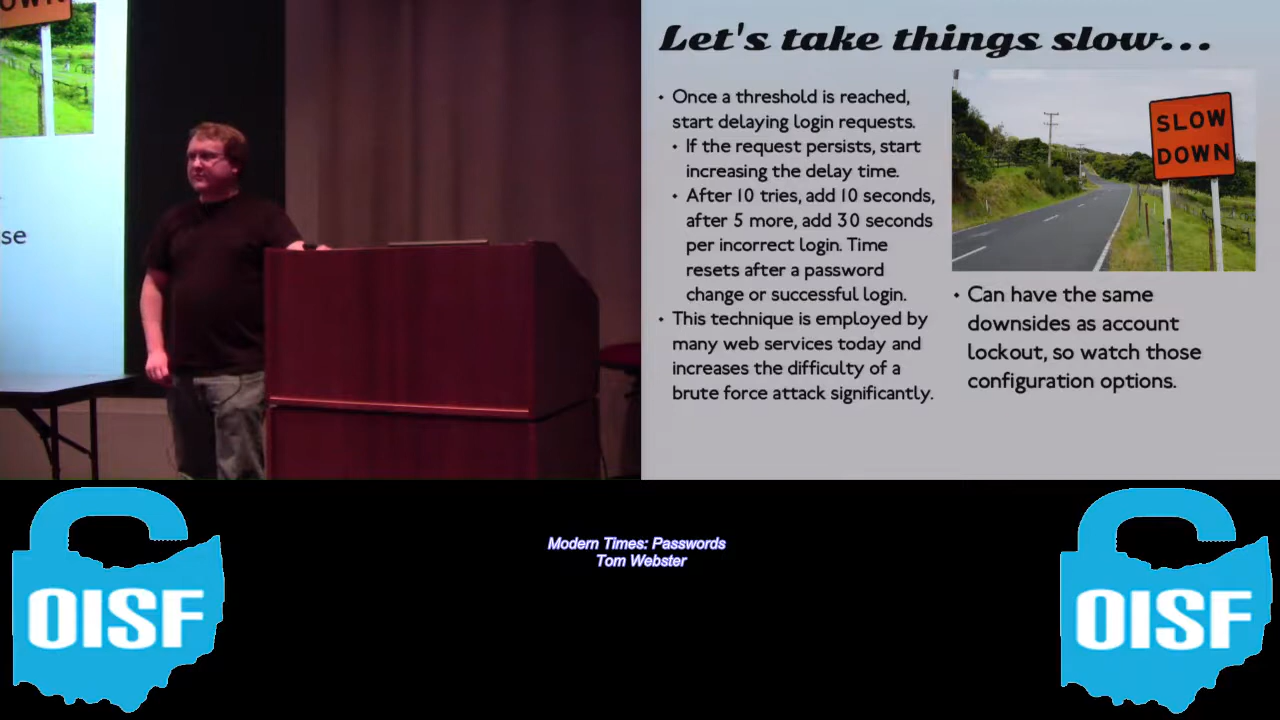 OWN
se
Let's take things slow...
• Once a threshold is reached,
start delaying login requests.
• If the request persists, start
increasing the delay time.
• After 10 tries, add 10 seconds,
after 5 more, add 30 seconds
per incorrect login. Time
resets after a password
change or successful login.
• This technique is employed by
many web services today and
increases the difficulty of a
brute force attack significantly.
SLOW
DOWN
• Can have the same
downsides as account
lockout, so watch those
configuration options.
Modern Times: Passwords
Tom Webster
OISF
OISF